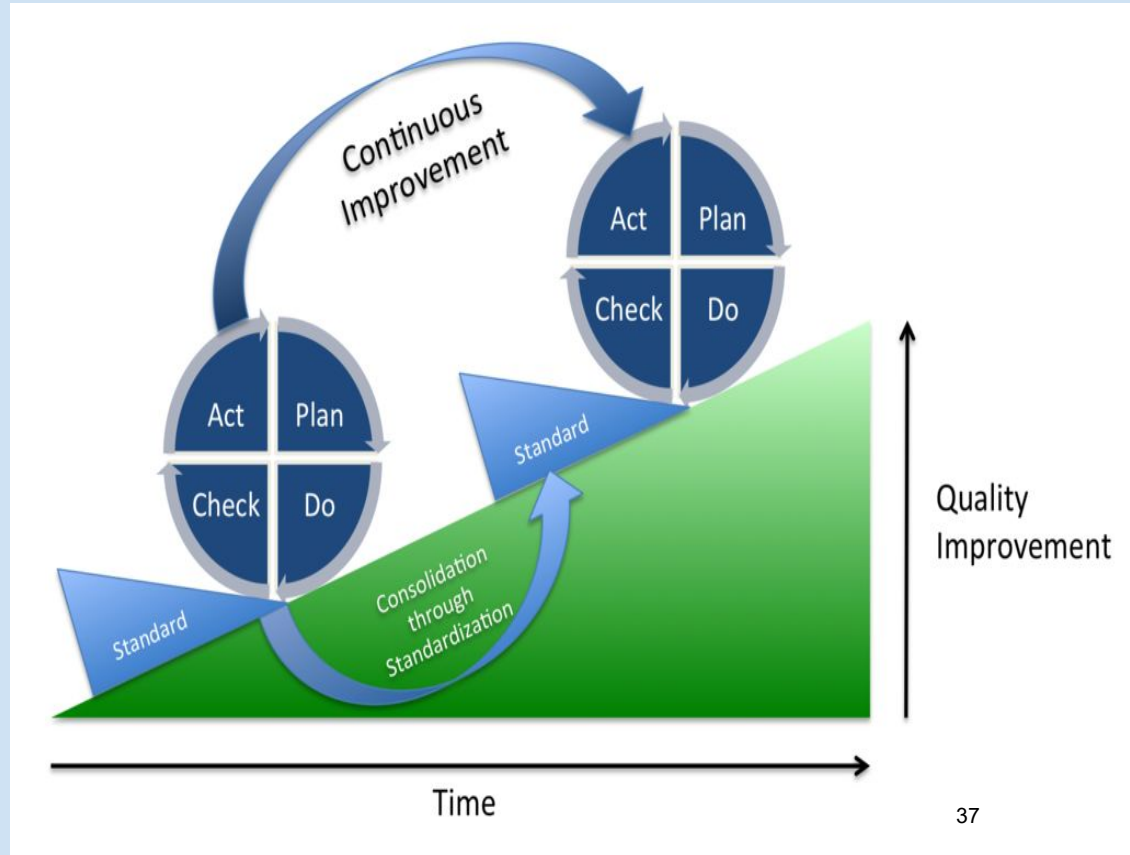 Continuous
Improvement
Act
Plan
Check
Do
Act
Plan
Check
Do
Standard
Standard
Consolidation
through
Standardization
Quality
Improvement
Time
37